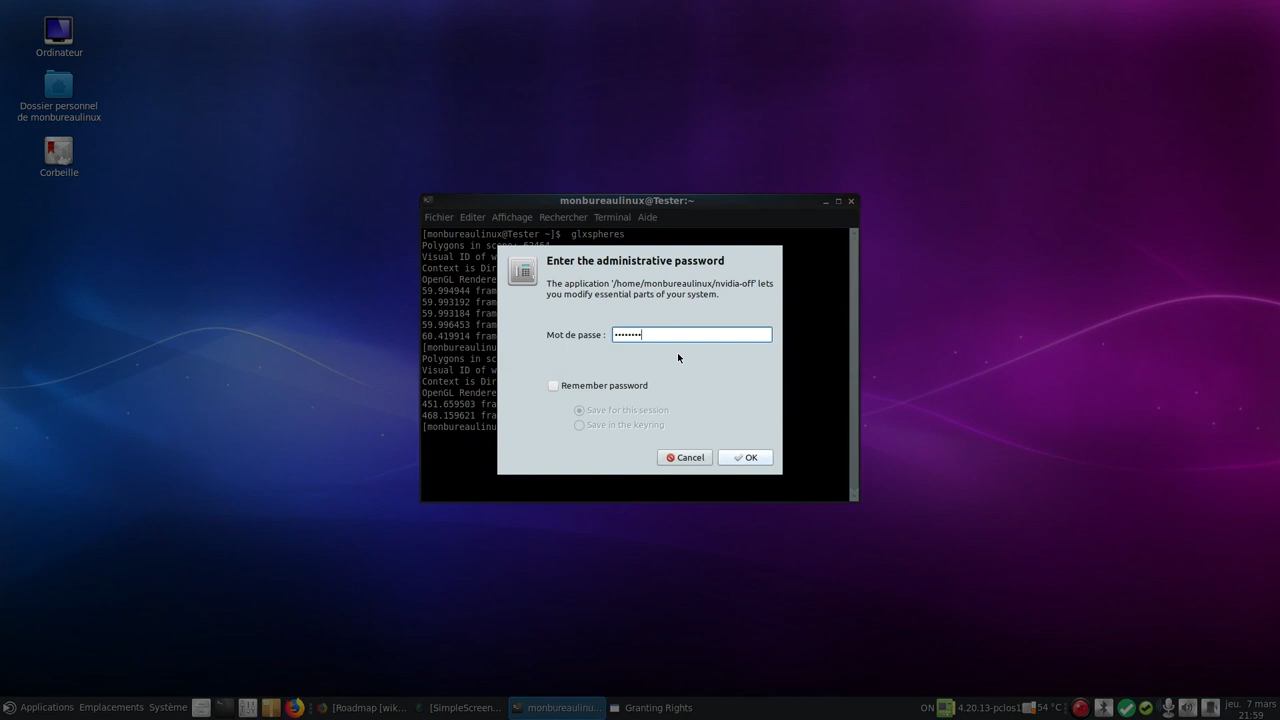 Ordinateur
Dossier personnel
de monbureaulinux
Corbeille
monbureaulinux@Tester:~
Fichier Editer Affichage Rechercher Terminal Aide
[monbureaulinux@Tester ~]$ glxspheres
Polygons in scene: 62464
Visual ID of w
Context is Dir
OpenGL Rendere
59.994944 fram
59.993192 fram
59.993184 fram
59.996453 fram
60.419914 fram
[monbureaulinu
Polygons in sc
Visual ID of w
Context is Dir
OpenGL Rendere
451.659503 fra
468.159621 fra
[monbureaulinu
Enter the administrative password
The application '/home/monbureaulinux/nvidia-off' lets
you modify essential parts of your system.
Mot de passe : ••••••••
Remember password
Save for this session
Save in the keyring
Cancel OK
Applications Emplacements Système [Roadmap [wik... [SimpleScreen... monbureaulinu... Granting Rights ON 4.20.13-pclos1 54 °C jeu. 7 mars
21:59